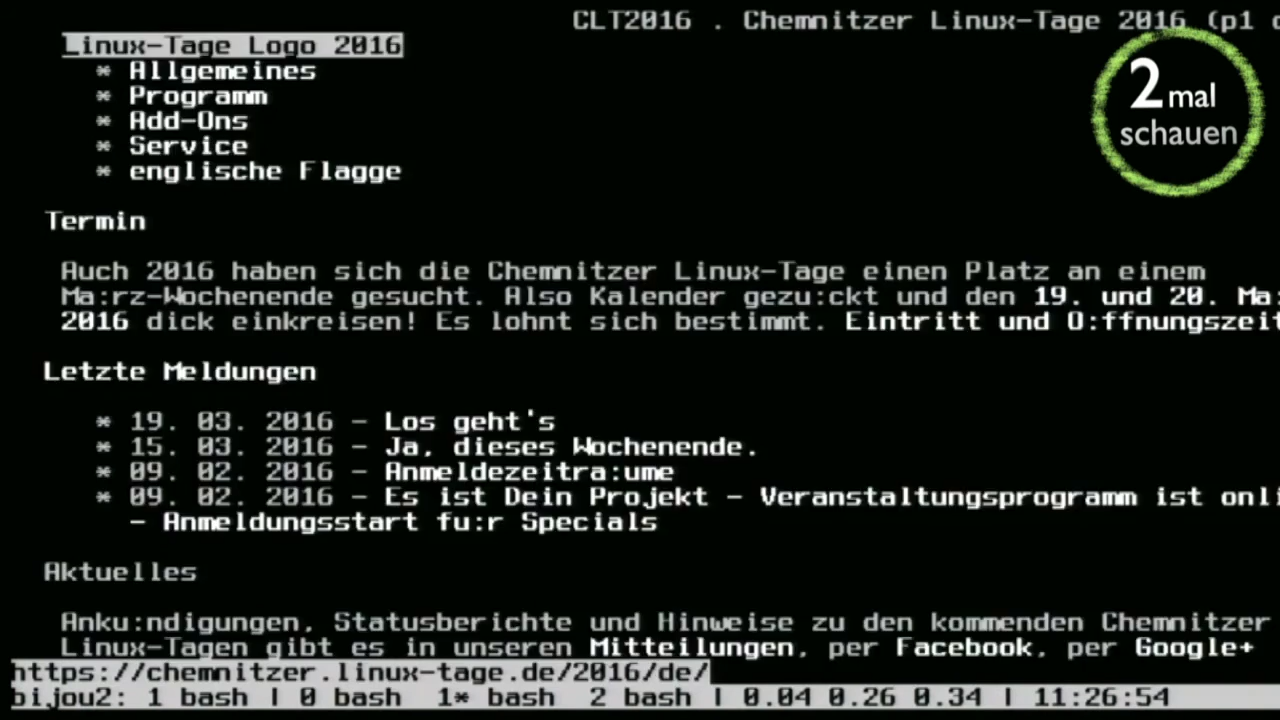 CLT2016 . Chemnitzer Linux-Tage 2016 (p1
Linux-Tage Logo 2016
* Allgemeines
* Programm
* Add-Ons
* Service
* englische Flagge
2 mal
schauen
Termin
Auch 2016 haben sich die Chemnitzer Linux-Tage einen Platz an einem
Ma:rz-Wochenende gesucht. Also Kalender gezu:ckt und den 19. und 20. Ma:
2016 dick einkreisen! Es lohnt sich bestimmt. Eintritt und O:ffnungszeit
Letzte Meldungen
* 19. 03. 2016 - Los geht's
* 15. 03. 2016 - Ja, dieses Wochenende.
* 09. 02. 2016 - Anmeldezeitra:ume
* 09. 02. 2016 - Es ist Dein Projekt - Veranstaltungsprogramm ist onli
- Anmeldungsstart fu:r Specials
Aktuelles
Anku:ndigungen, Statusberichte und Hinweise zu den kommenden Chemnitzer
Linux-Tagen gibt es in unseren Mitteilungen, per Facebook, per Google+
https://chemnitzer.linux-tage.de/2016/de/
bijou2: 1 bash | 0 bash 1* bash 2 bash | 0.04 0.26 0.34 | 11:26:54